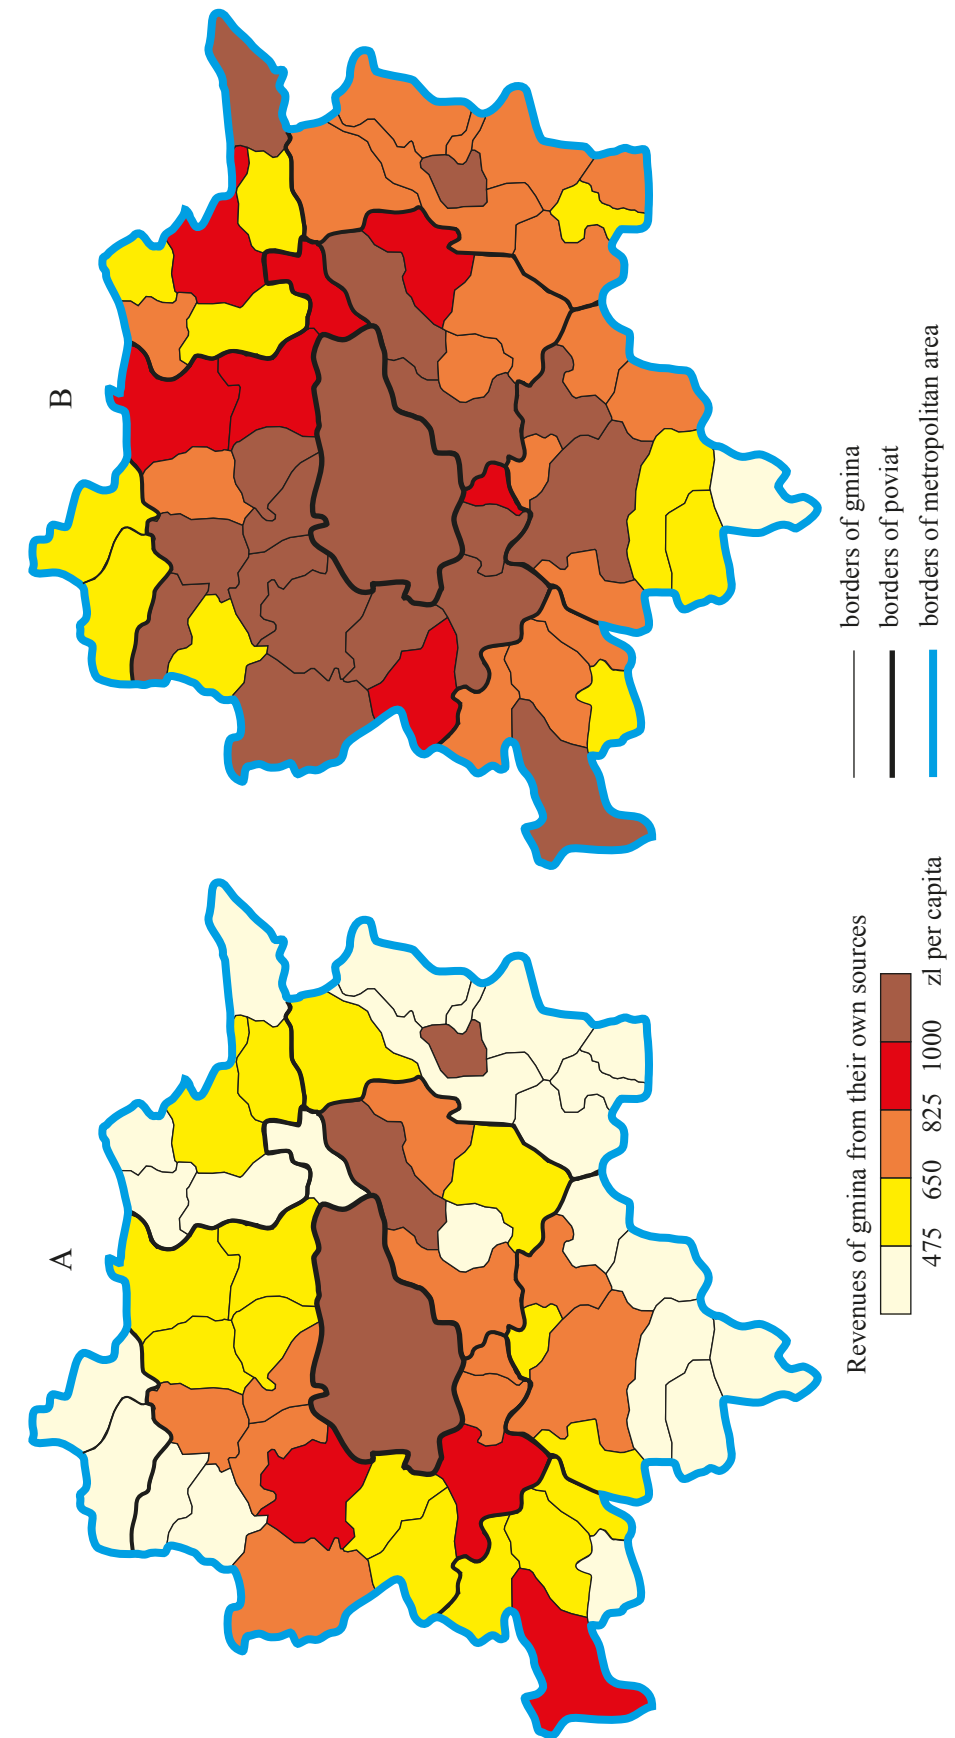 A
B
Revenues of gmina from their own sources
475 650 825 1000 zl per capita
borders of gmina
borders of poviat
borders of metropolitan area